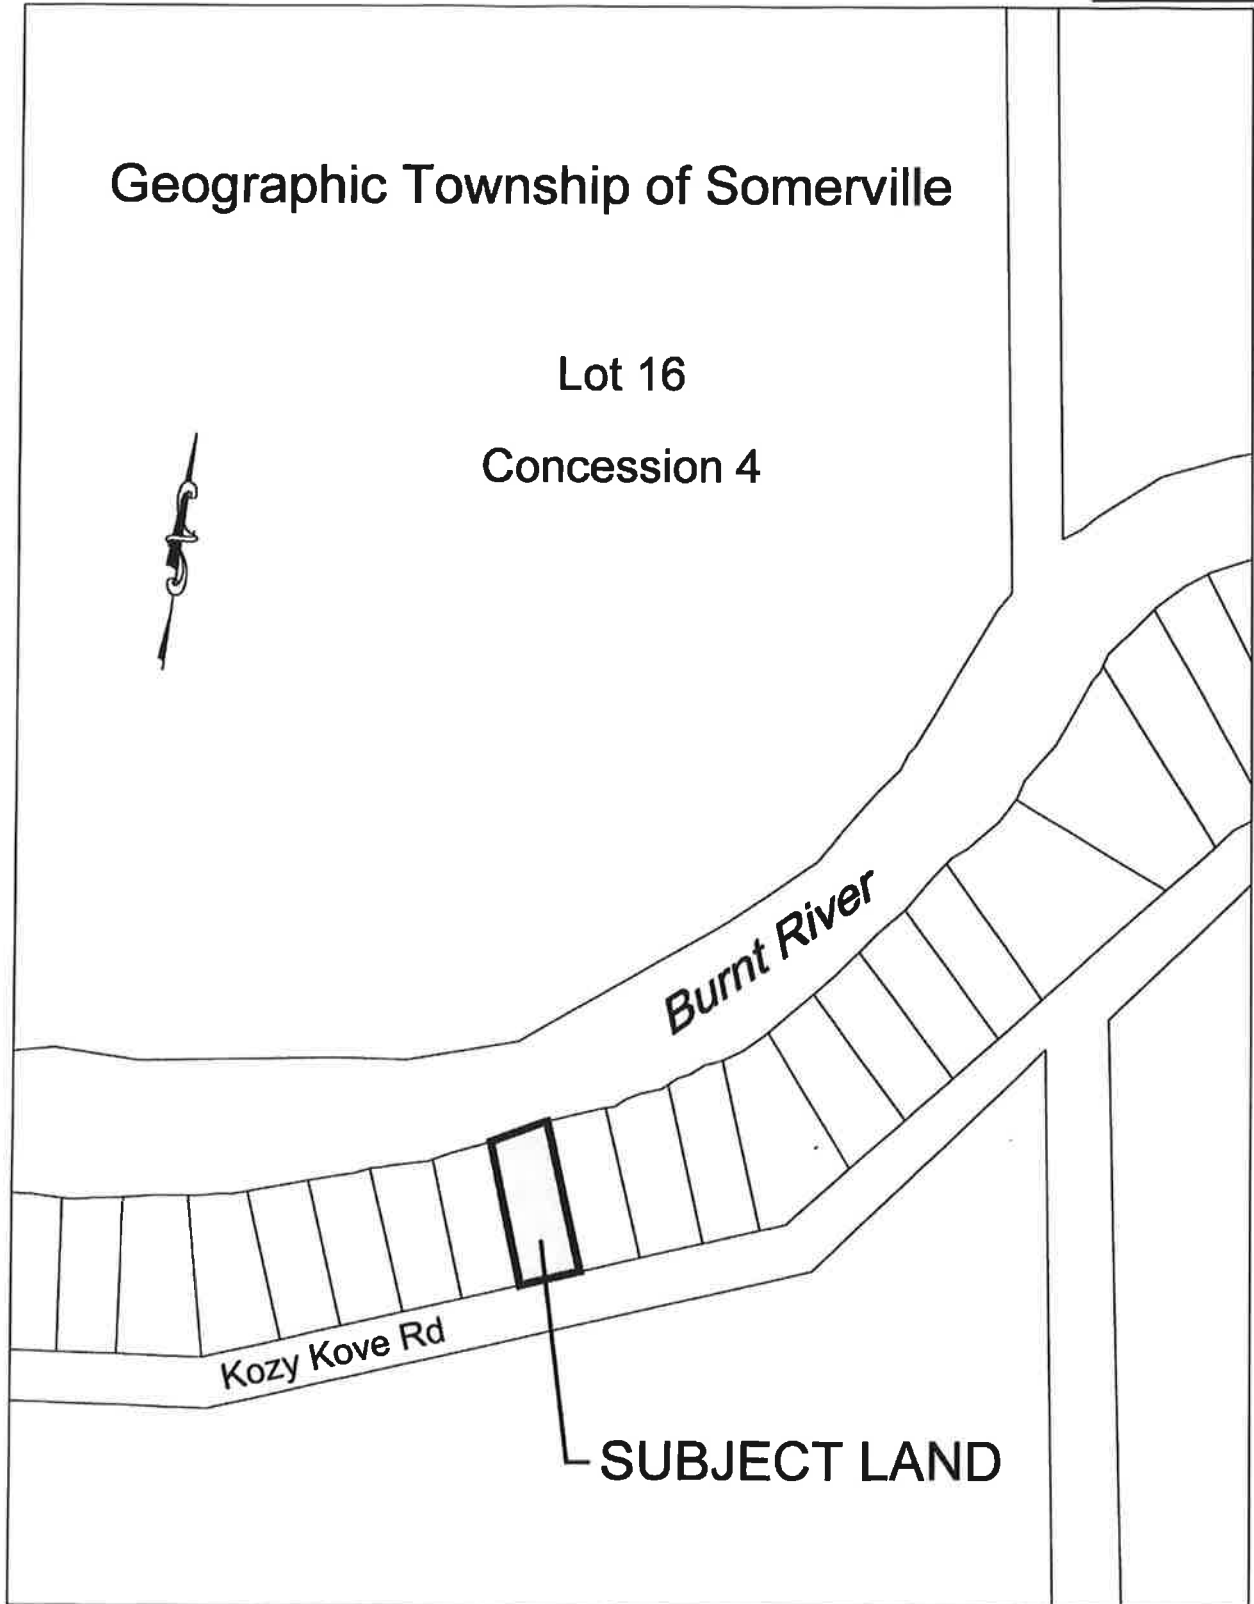 Geographic Township of Somerville
Lot 16
Concession 4
Burnt River
Kozy Kove Rd
SUBJECT LAND